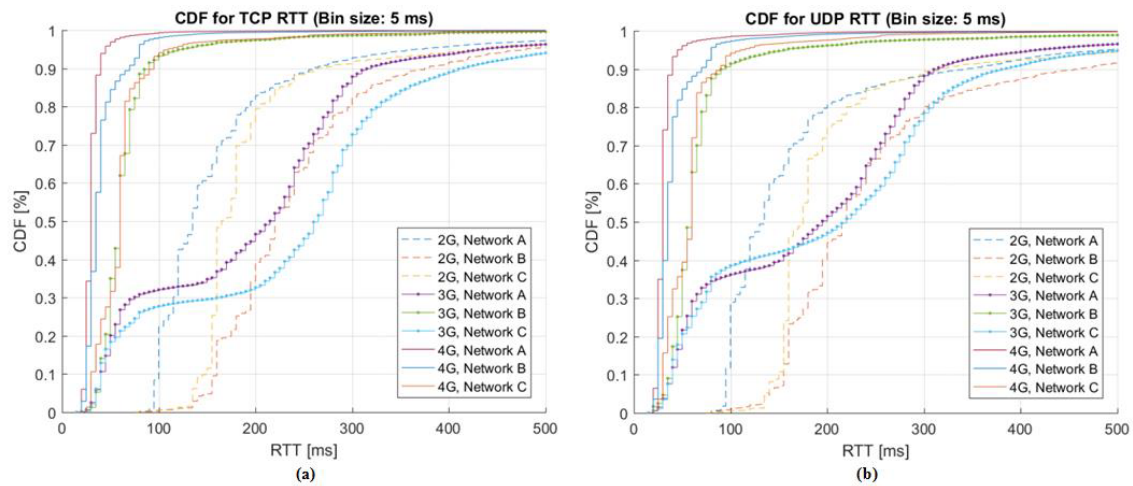 CDF for TCP RTT (Bin size: 5 ms)
CDF [%]
1
0.9
0.8
0.7
0.6
0.5
0.4
0.3
0.2
0.1
0
2G, Network A
2G, Network B
2G, Network C
3G, Network A
3G, Network B
3G, Network C
4G, Network A
4G, Network B
4G, Network C
0 100 200 300 400 500
RTT [ms]
(a)
CDF for UDP RTT (Bin size: 5 ms)
CDF [%]
1
0.9
0.8
0.7
0.6
0.5
0.4
0.3
0.2
0.1
0
2G, Network A
2G, Network B
2G, Network C
3G, Network A
3G, Network B
3G, Network C
4G, Network A
4G, Network B
4G, Network C
0 100 200 300 400 500
RTT [ms]
(b)